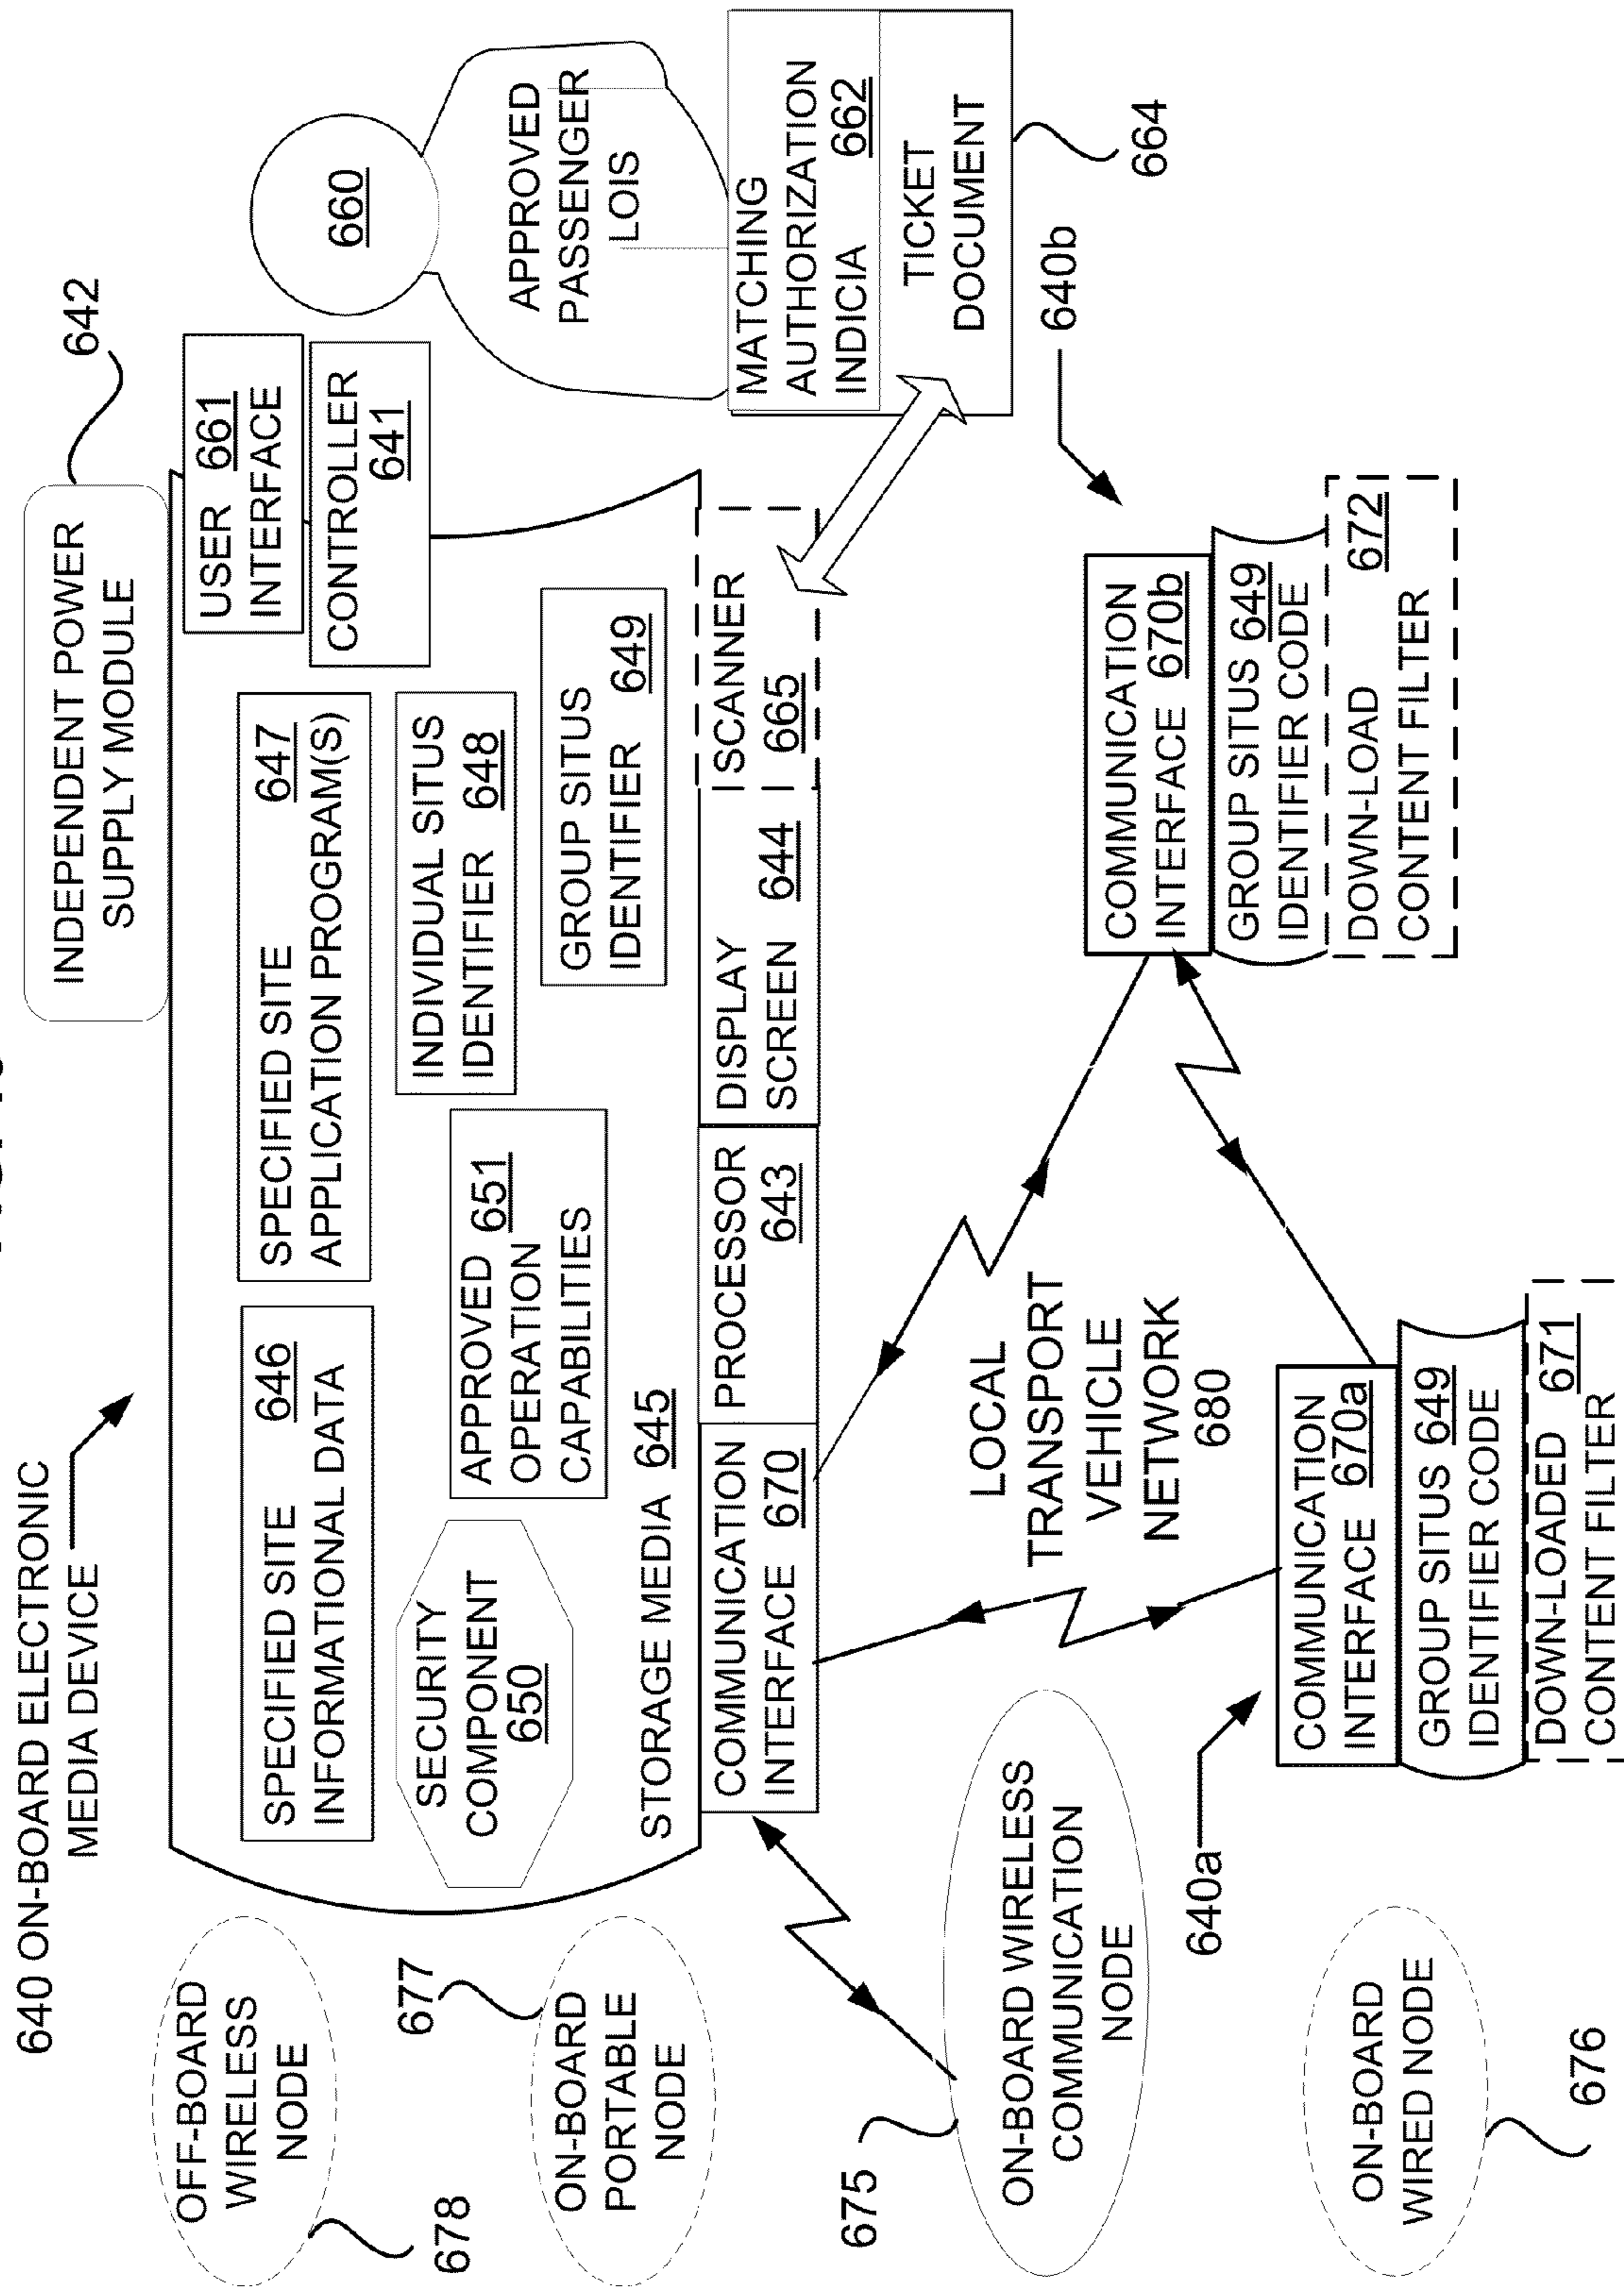 640 ON-BOARD ELECTRONIC
MEDIA DEVICE
INDEPENDENT POWER
SUPPLY MODULE
642
USER 661
INTERFACE
CONTROLLER
641
SPECIFIED SITE 646
INFORMATIONAL DATA
SPECIFIED SITE 647
APPLICATION PROGRAM(S)
SECURITY
COMPONENT
650
APPROVED 651
OPERATION
CAPABILITIES
INDIVIDUAL SITUS
IDENTIFIER 648
GROUP SITUS
IDENTIFIER 649
STORAGE MEDIA 645
COMMUNICATION
INTERFACE 670
PROCESSOR
643
DISPLAY
SCREEN 644
SCANNER
665
660
APPROVED
PASSENGER
LOIS
MATCHING
AUTHORIZATION
INDICIA 662
TICKET
DOCUMENT
664
OFF-BOARD
WIRELESS
NODE
678
677
ON-BOARD
PORTABLE
NODE
675
ON-BOARD WIRELESS
COMMUNICATION
NODE
ON-BOARD
WIRED NODE
676
LOCAL
TRANSPORT
VEHICLE
NETWORK
680
640a
COMMUNICATION
INTERFACE 670a
GROUP SITUS 649
IDENTIFIER CODE
DOWN-LOADED 671
CONTENT FILTER
640b
COMMUNICATION
INTERFACE 670b
GROUP SITUS 649
IDENTIFIER CODE
DOWN-LOAD 672
CONTENT FILTER